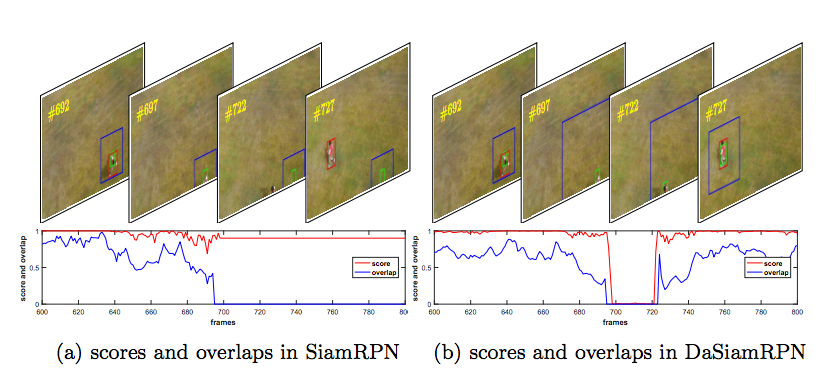 #692 #697 #722 #727
#692 #697 #722 #727
score and overlap
1
0.5
0
600 620 640 660 680 700 720 740 760 780 800
frames
score
overlap
score and overlap
1
0.5
0
600 620 640 660 680 700 720 740 760 780 800
frames
score
overlap
(a) scores and overlaps in SiamRPN
(b) scores and overlaps in DaSiamRPN